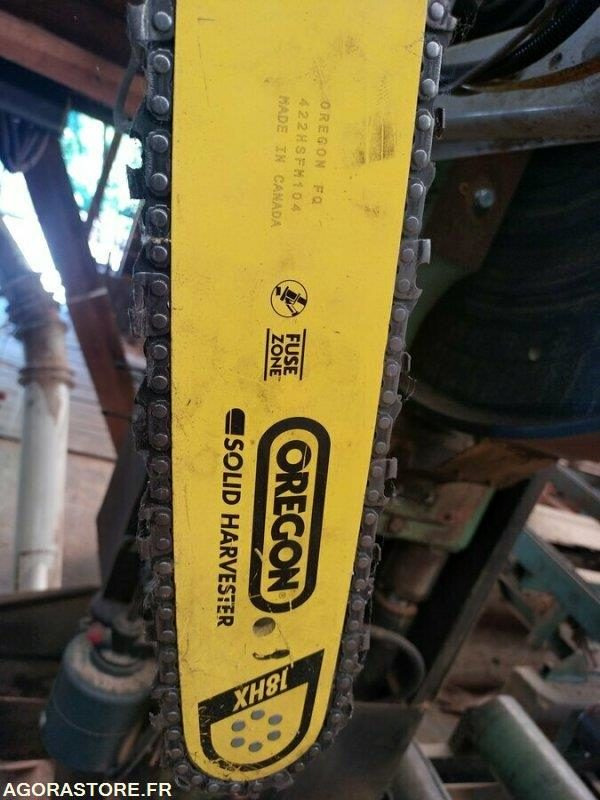 OREGON FQ
422HSFM104
MADE IN CANADA
FUSE
ZONE
OREGON
SOLID HARVESTER
18HX
AGORASTORE.FR